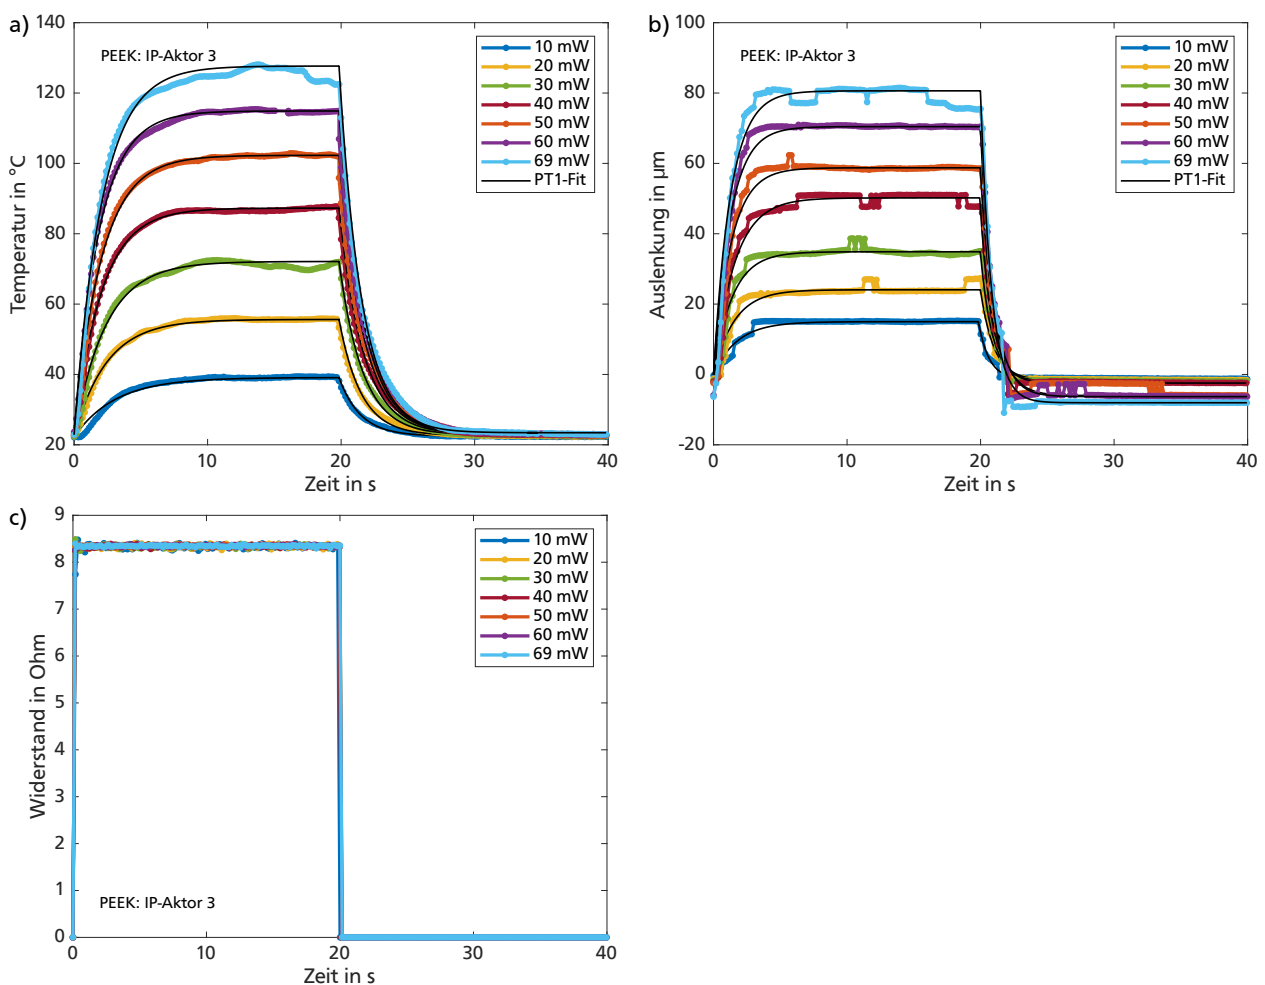 a)
Temperatur in °C
140
120
100
80
60
40
20
PEEK: IP-Aktor 3
10 mW
20 mW
30 mW
40 mW
50 mW
60 mW
69 mW
PT1-Fit
0 10 20 30 40
Zeit in s
b)
Auslenkung in µm
100
80
60
40
20
0
-20
PEEK: IP-Aktor 3
10 mW
20 mW
30 mW
40 mW
50 mW
60 mW
69 mW
PT1-Fit
0 10 20 30 40
Zeit in s
c)
Widerstand in Ohm
9
8
7
6
5
4
3
2
1
0
10 mW
20 mW
30 mW
40 mW
50 mW
60 mW
69 mW
PEEK: IP-Aktor 3
0 10 20 30 40
Zeit in s